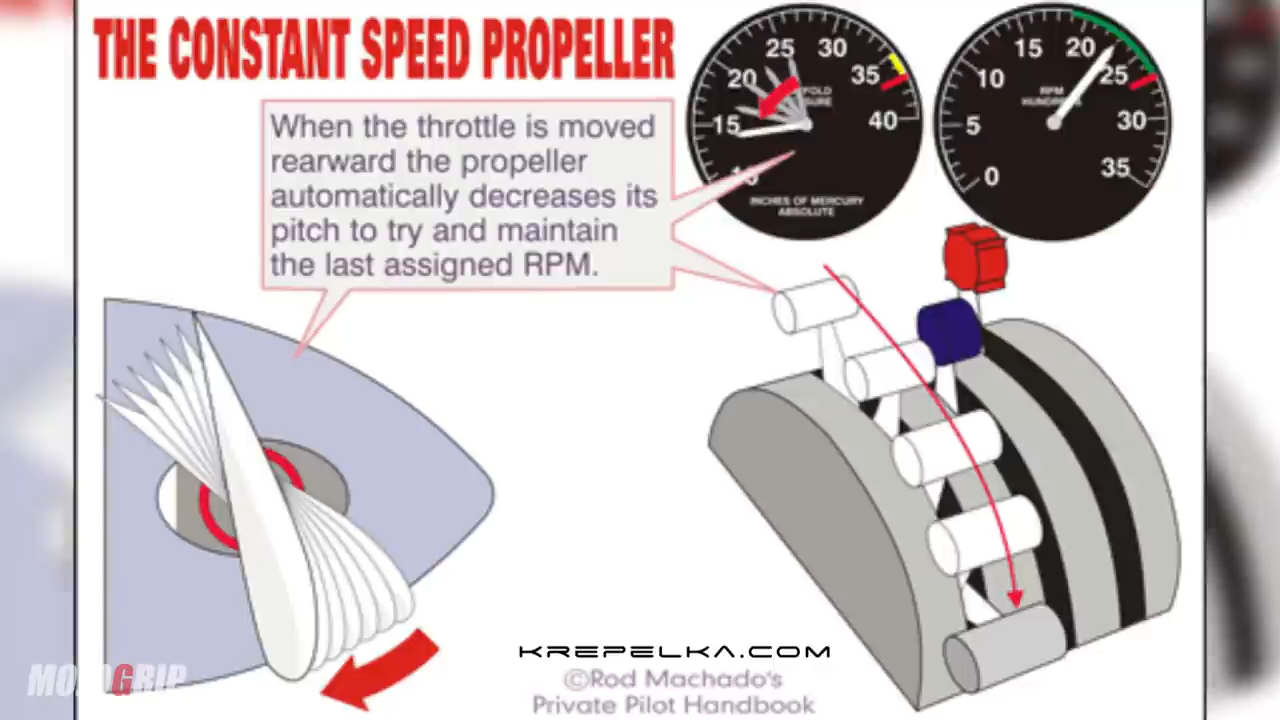 THE CONSTANT SPEED PROPELLER
When the throttle is moved
rearward the propeller
automatically decreases its
pitch to try and maintain
the last assigned RPM.
15 20 25 30 35 40
INCHES OF MERCURY
ABSOLUTE
0 5 10 15 20 25 30 35
RPM
KREPELKA.COM
©Rod Machado's
Private Pilot Handbook
MOTOGRIP